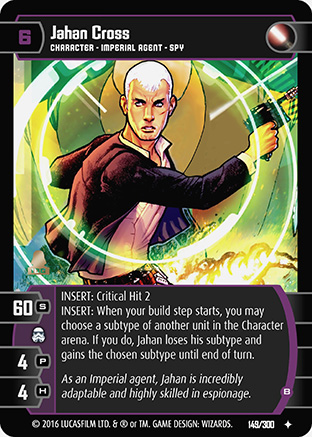 6
Jahan Cross
CHARACTER - IMPERIAL AGENT - SPY
60 S
4 P
4 H
INSERT: Critical Hit 2
INSERT: When your build step starts, you may
choose a subtype of another unit in the Character
arena. If you do, Jahan loses his subtype and
gains the chosen subtype until end of turn.
As an Imperial agent, Jahan is incredibly
adaptable and highly skilled in espionage.
B
© 2016 LUCASFILM LTD. & ® or TM. GAME DESIGN: WIZARDS.
149/300